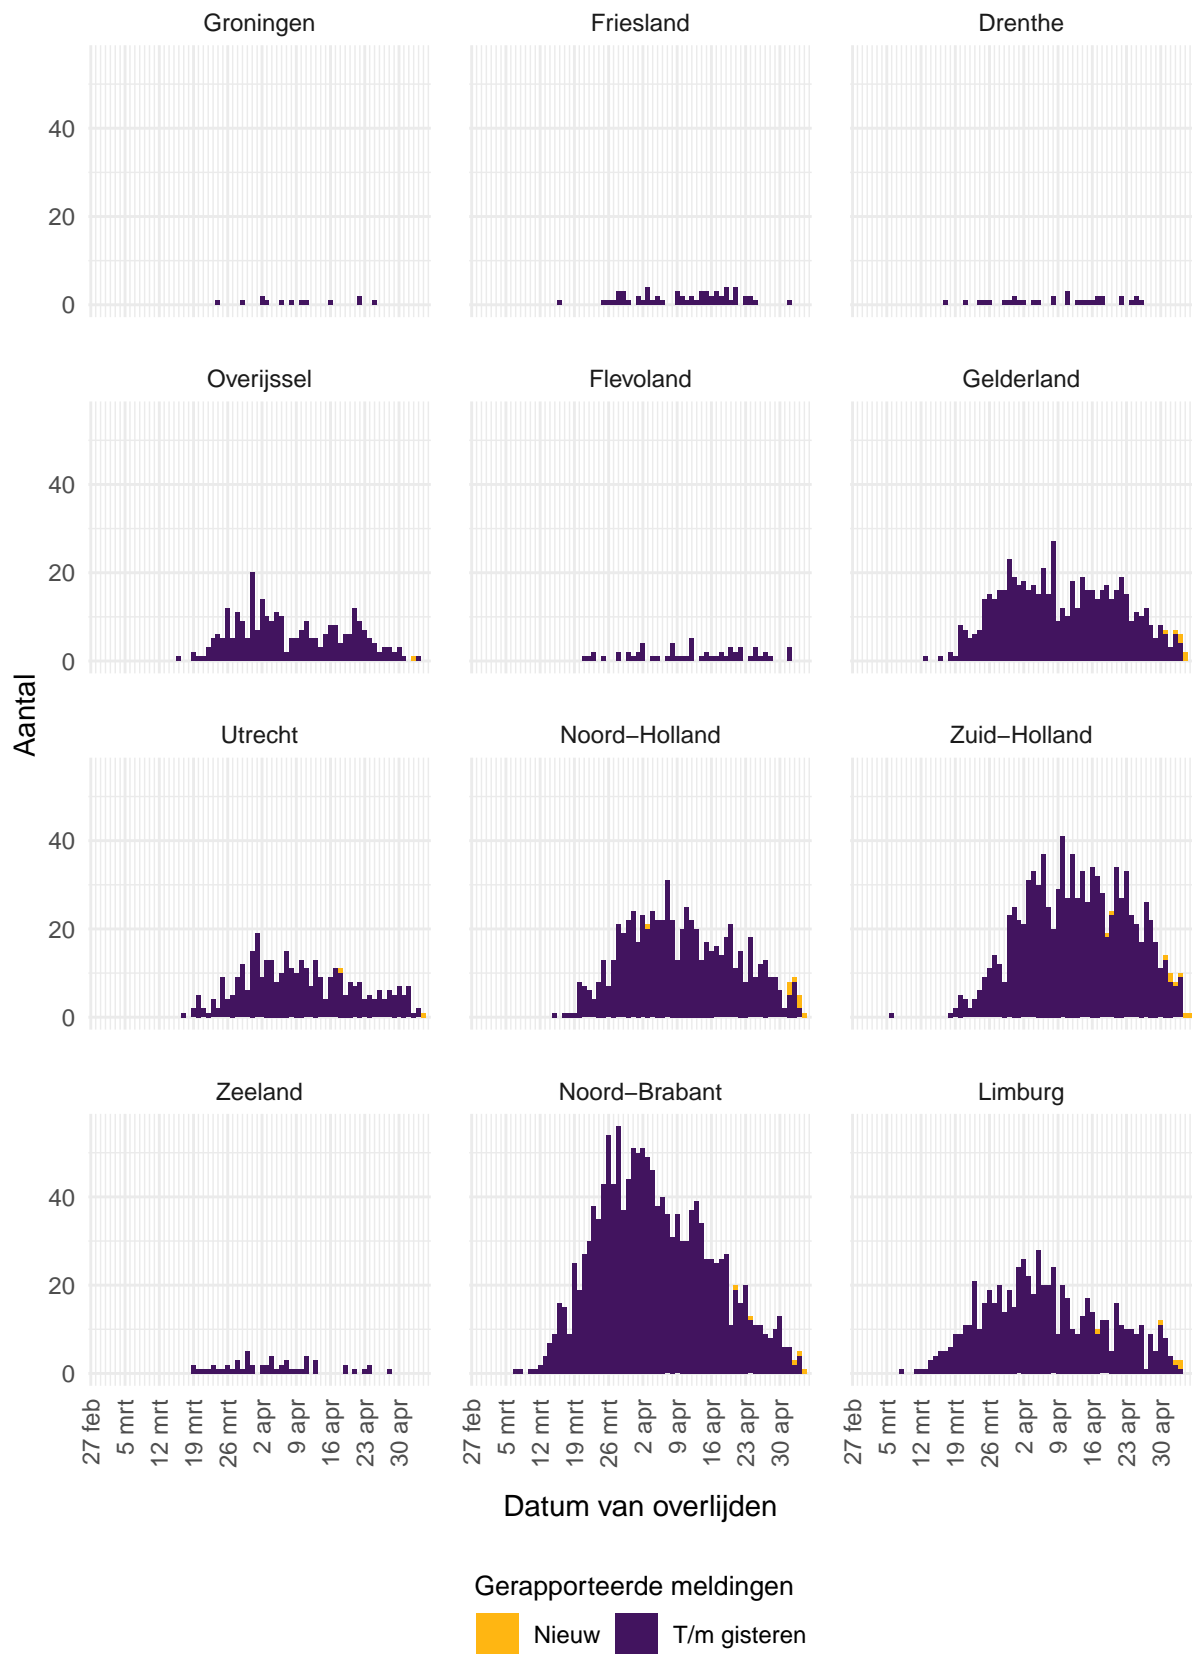 Groningen Friesland Drenthe
40
20
0
Overijssel Flevoland Gelderland
40
20
0
Aantal
Utrecht Noord−Holland Zuid−Holland
40
20
0
Zeeland Noord−Brabant Limburg
40
20
0
27 feb 5 mrt 12 mrt 19 mrt 26 mrt 2 apr 9 apr 16 apr 23 apr 30 apr 27 feb 5 mrt 12 mrt 19 mrt 26 mrt 2 apr 9 apr 16 apr 23 apr 30 apr 27 feb 5 mrt 12 mrt 19 mrt 26 mrt 2 apr 9 apr 16 apr 23 apr 30 apr
Datum van overlijden
Gerapporteerde meldingen
Nieuw T/m gisteren